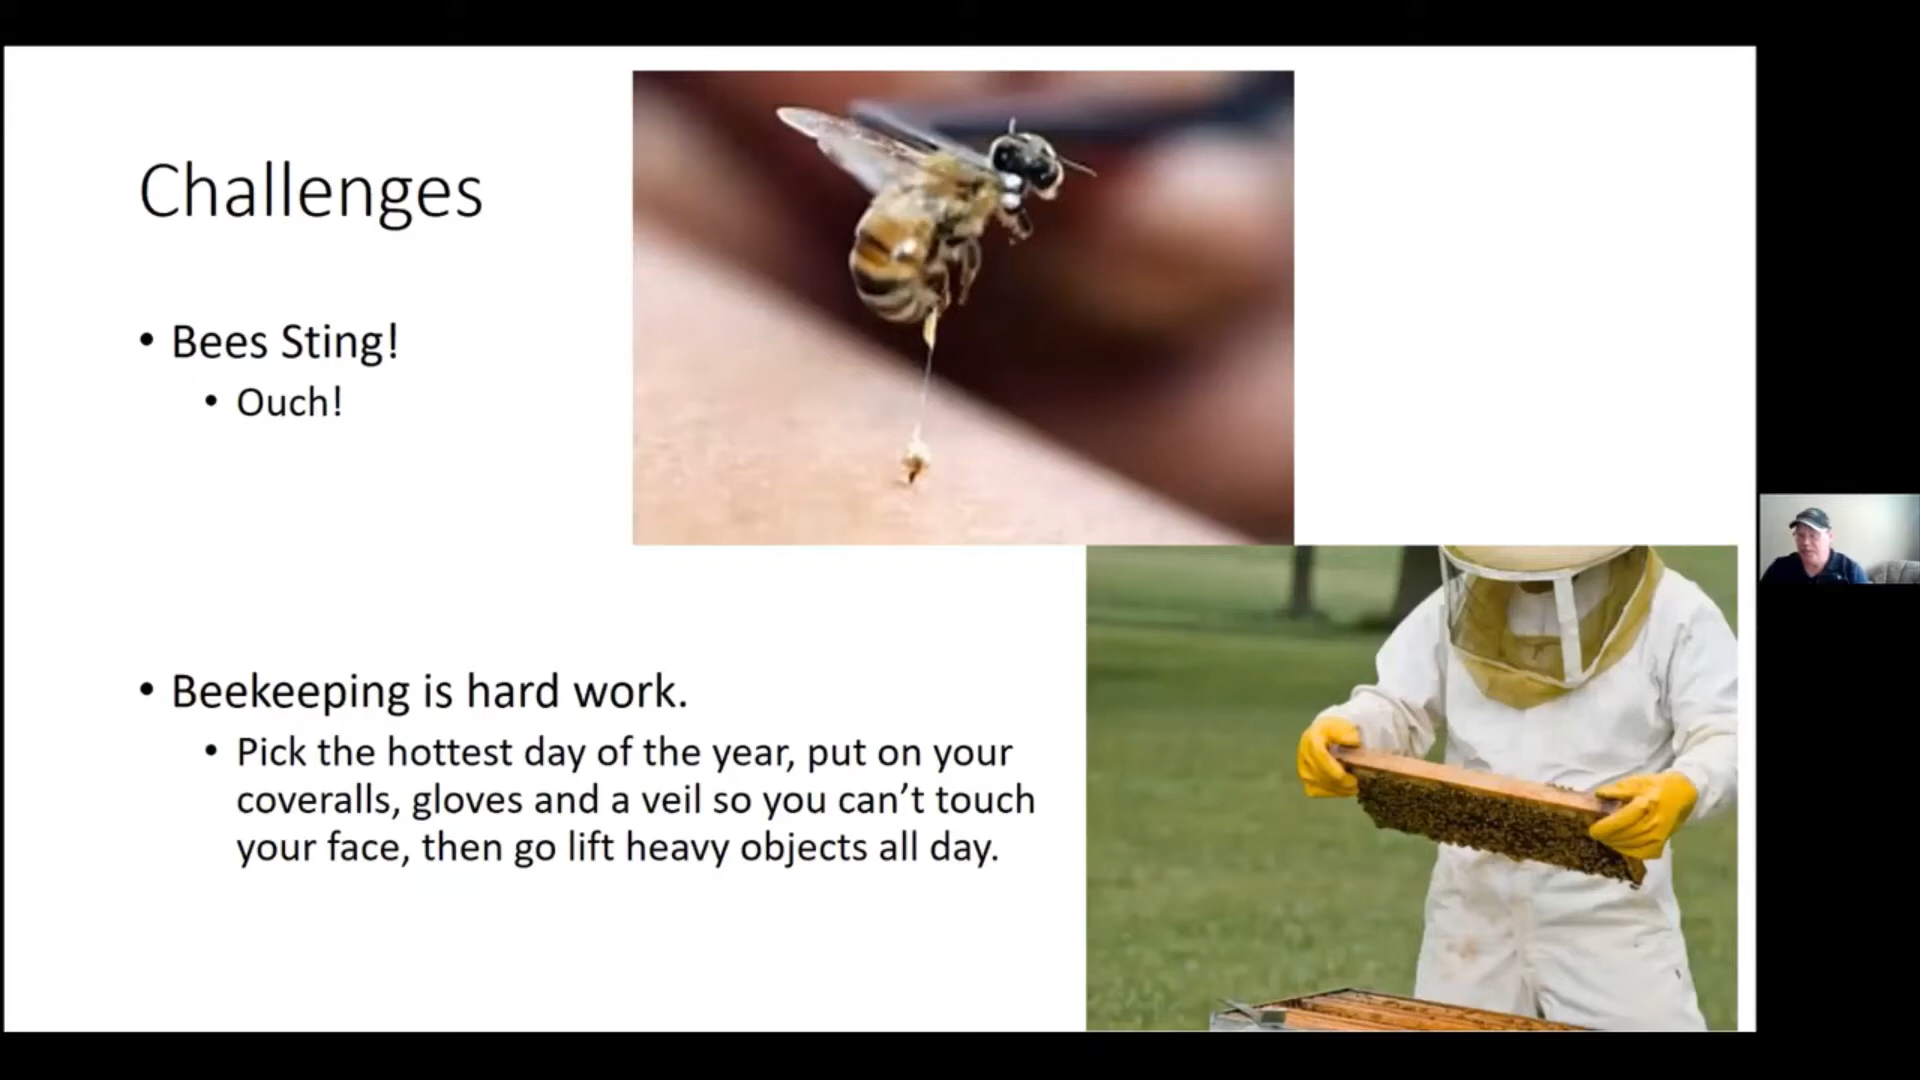 Challenges
• Bees Sting!
• Ouch!
• Beekeeping is hard work.
• Pick the hottest day of the year, put on your
coveralls, gloves and a veil so you can’t touch
your face, then go lift heavy objects all day.